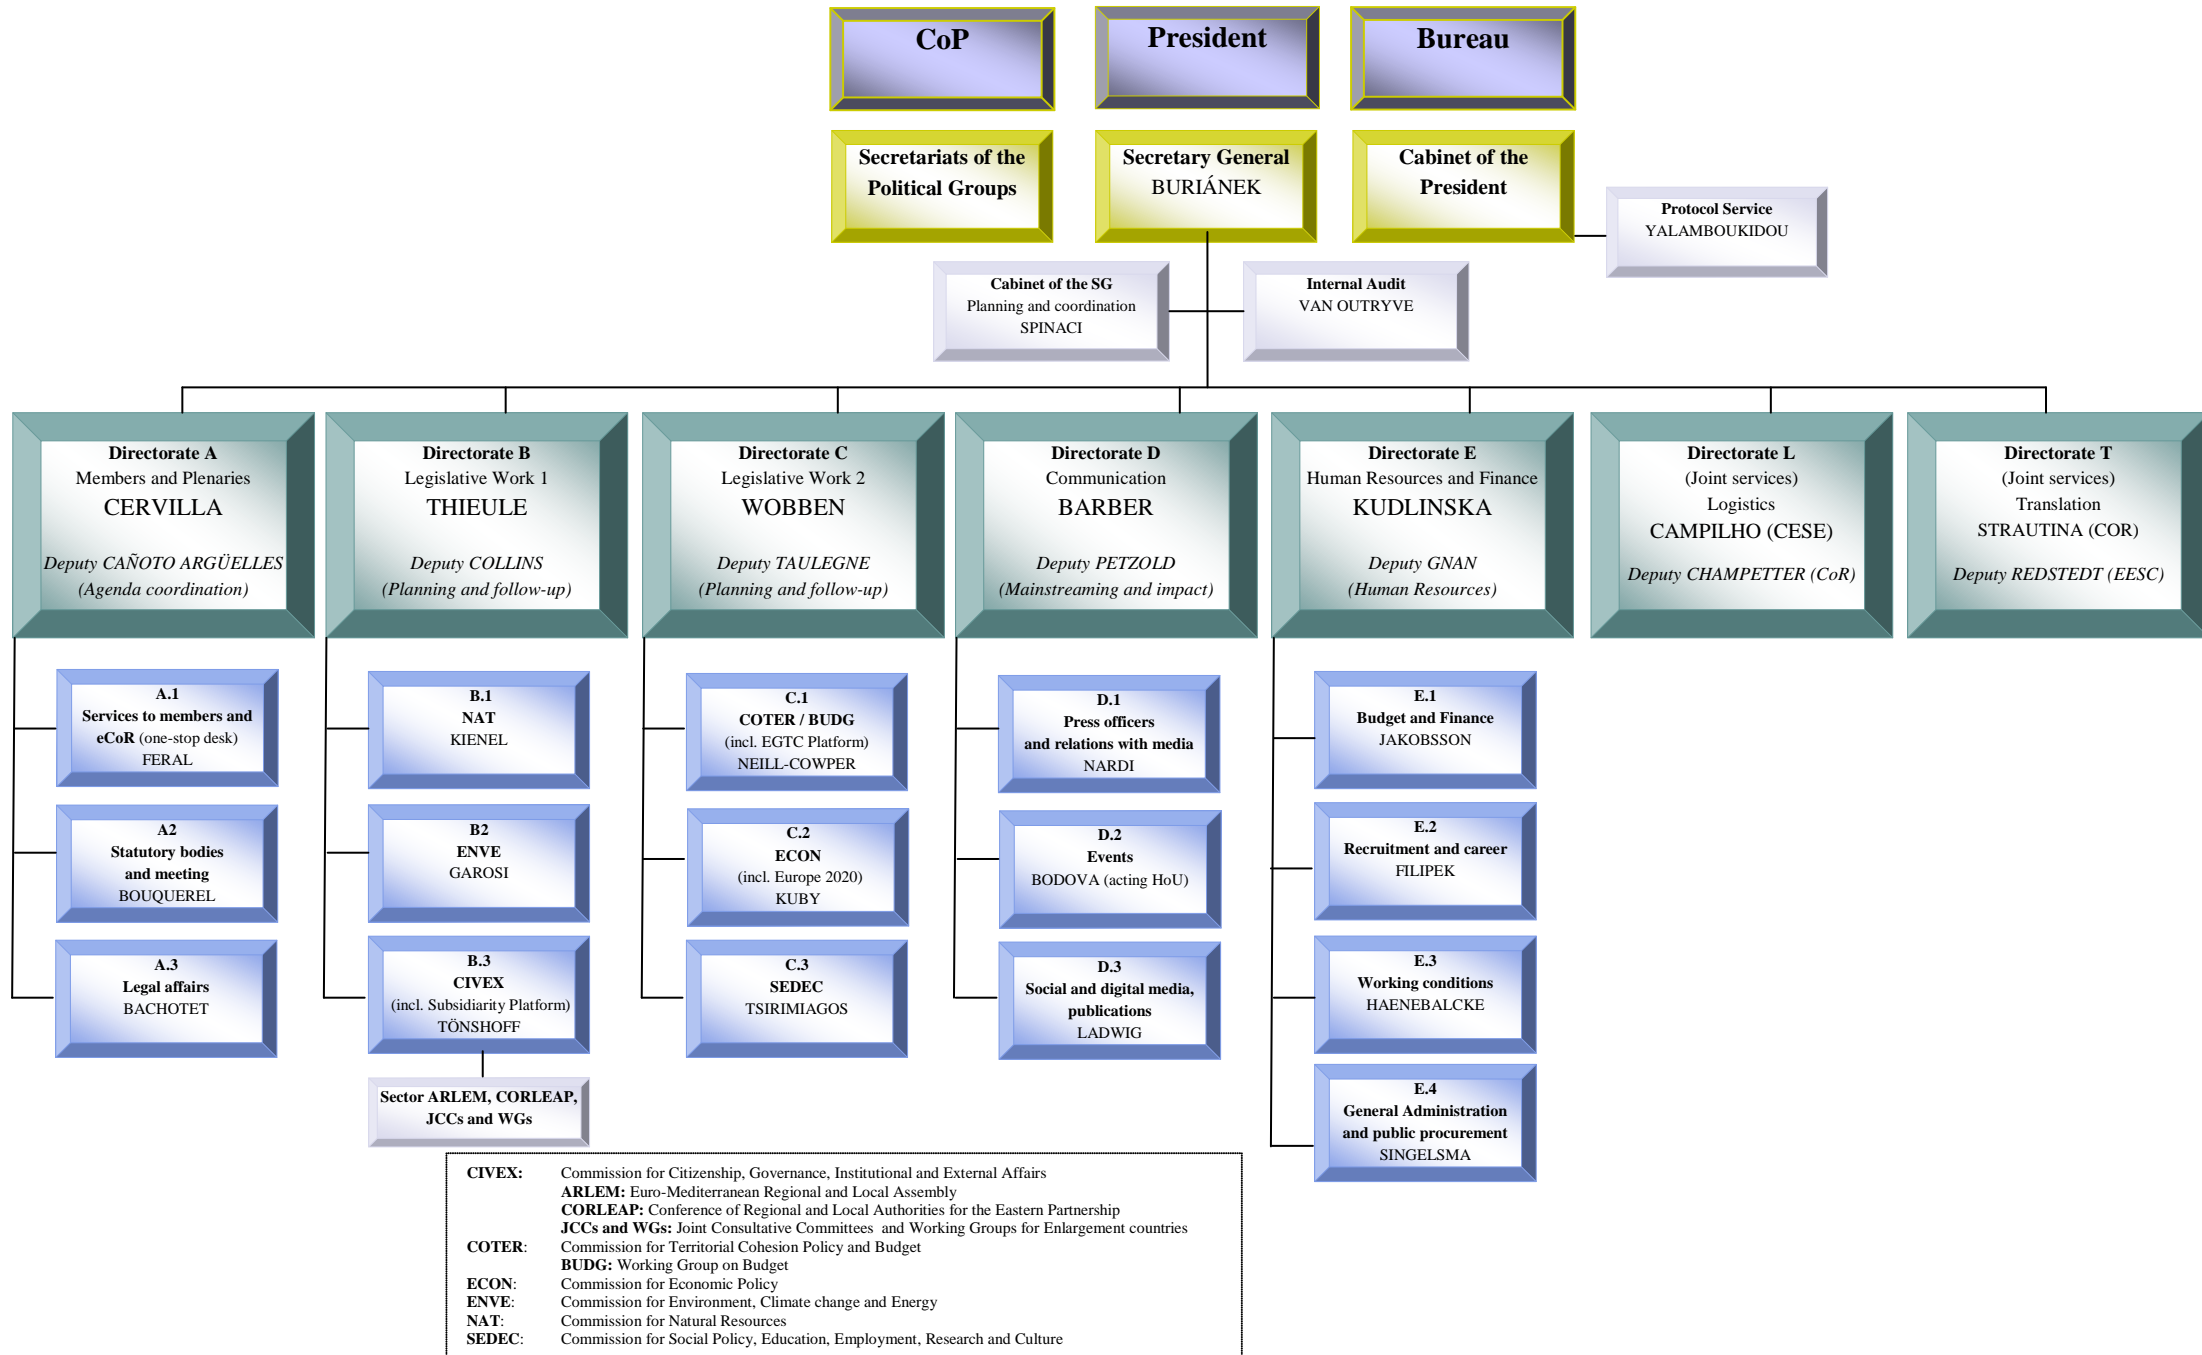 CoP
President
Bureau
Secretariats of the
Political Groups
Secretary General
BURIÁNEK
Cabinet of the
President
Protocol Service
YALAMBOUKIDOU
Cabinet of the SG
Planning and coordination
SPINACI
Internal Audit
VAN OUTRYVE
Directorate A
Members and Plenaries
CERVILLA
Deputy CAÑOTO ARGÜELLES
(Agenda coordination)
Directorate B
Legislative Work 1
THIEULE
Deputy COLLINS
(Planning and follow-up)
Directorate C
Legislative Work 2
WOBBEN
Deputy TAULEGNE
(Planning and follow-up)
Directorate D
Communication
BARBER
Deputy PETZOLD
(Mainstreaming and impact)
Directorate E
Human Resources and Finance
KUDLINSKA
Deputy GNAN
(Human Resources)
Directorate L
(Joint services)
Logistics
CAMPILHO (CESE)
Deputy CHAMPETTER (CoR)
Directorate T
(Joint services)
Translation
STRAUTINA (COR)
Deputy REDSTEDT (EESC)
A.1
Services to members and
eCoR (one-stop desk)
FERAL
A2
Statutory bodies
and meeting
BOUQUEREL
A.3
Legal affairs
BACHOTET
B.1
NAT
KIENEL
B2
ENVE
GAROSI
B.3
CIVEX
(incl. Subsidiarity Platform)
TÖNSHOFF
Sector ARLEM, CORLEAP,
JCCs and WGs
C.1
COTER / BUDG
(incl. EGTC Platform)
NEILL-COWPER
C.2
ECON
(incl. Europe 2020)
KUBY
C.3
SEDEC
TSIRIMIAGOS
D.1
Press officers
and relations with media
NARDI
D.2
Events
BODOVA (acting HoU)
D.3
Social and digital media,
publications
LADWIG
E.1
Budget and Finance
JAKOBSSON
E.2
Recruitment and career
FILIPEK
E.3
Working conditions
HAENEBALCKE
E.4
General Administration
and public procurement
SINGELSMA
CIVEX: Commission for Citizenship, Governance, Institutional and External Affairs
ARLEM: Euro-Mediterranean Regional and Local Assembly
CORLEAP: Conference of Regional and Local Authorities for the Eastern Partnership
JCCs and WGs: Joint Consultative Committees and Working Groups for Enlargement countries
COTER: Commission for Territorial Cohesion Policy and Budget
BUDG: Working Group on Budget
ECON: Commission for Economic Policy
ENVE: Commission for Environment, Climate change and Energy
NAT: Commission for Natural Resources
SEDEC: Commission for Social Policy, Education, Employment, Research and Culture